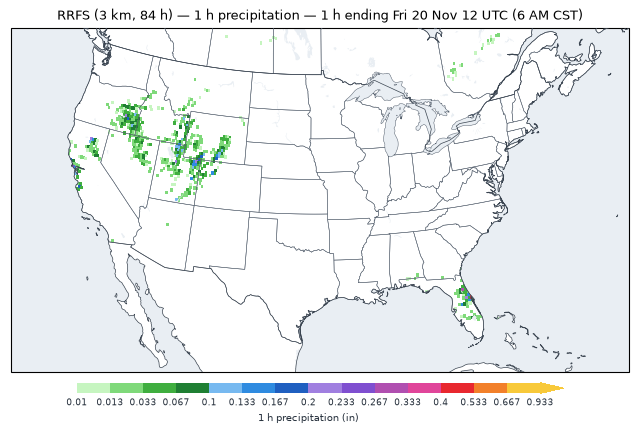 RRFS (3 km, 84 h) — 1 h precipitation — 1 h ending Fri 20 Nov 12 UTC (6 AM CST)
0.01 0.013 0.033 0.067 0.1 0.133 0.167 0.2 0.233 0.267 0.333 0.4 0.533 0.667 0.933
1 h precipitation (in)